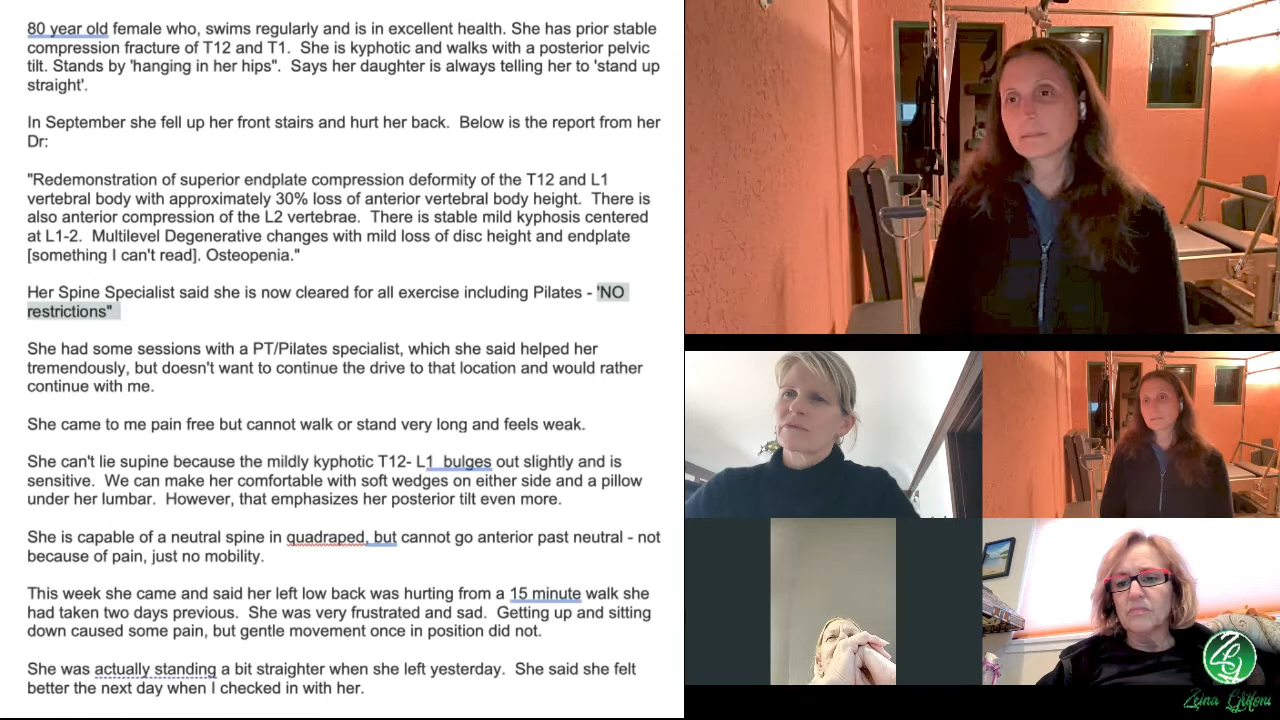 80 year old female who, swims regularly and is in excellent health. She has prior stable
compression fracture of T12 and T1.  She is kyphotic and walks with a posterior pelvic
tilt. Stands by 'hanging in her hips".  Says her daughter is always telling her to 'stand up
straight'.
In September she fell up her front stairs and hurt her back.  Below is the report from her
Dr:
"Redemonstration of superior endplate compression deformity of the T12 and L1
vertebral body with approximately 30% loss of anterior vertebral body height.  There is
also anterior compression of the L2 vertebrae.  There is stable mild kyphosis centered
at L1-2.  Multilevel Degenerative changes with mild loss of disc height and endplate
[something I can't read]. Osteopenia."
Her Spine Specialist said she is now cleared for all exercise including Pilates - 'NO
restrictions"
She had some sessions with a PT/Pilates specialist, which she said helped her
tremendously, but doesn't want to continue the drive to that location and would rather
continue with me.
She came to me pain free but cannot walk or stand very long and feels weak.
She can't lie supine because the mildly kyphotic T12- L1  bulges out slightly and is
sensitive.  We can make her comfortable with soft wedges on either side and a pillow
under her lumbar.  However, that emphasizes her posterior tilt even more.
She is capable of a neutral spine in quadraped, but cannot go anterior past neutral - not
because of pain, just no mobility.
This week she came and said her left low back was hurting from a 15 minute walk she
had taken two days previous.  She was very frustrated and sad.  Getting up and sitting
down caused some pain, but gentle movement once in position did not.
She was actually standing a bit straighter when she left yesterday.  She said she felt
better the next day when I checked in with her.
Zeina Grifoni